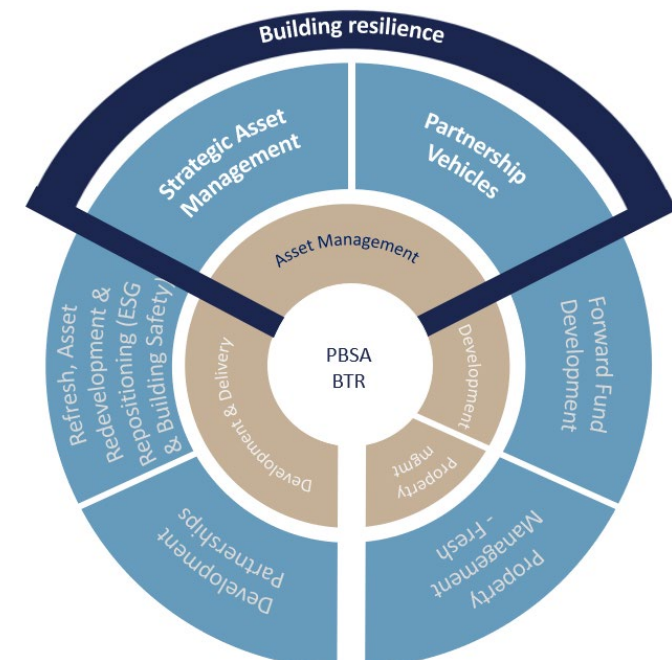 Building resilience
Strategic Asset
Management
Partnership
Vehicles
Asset Management
Refresh, Asset
Redevelopment &
Repositioning (ESG
& Building Safety)
Development & Delivery
PBSA
BTR
Development
Forward Fund
Development
Property
mgmt
Development
Partnerships
Property
Management
- Fresh